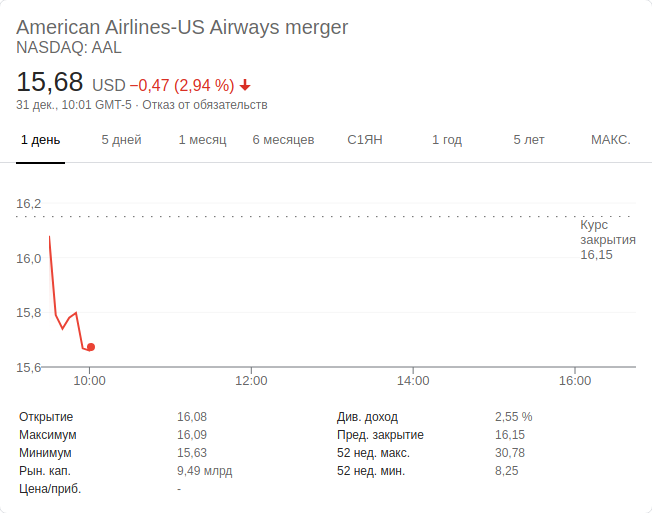 American Airlines-US Airways merger
NASDAQ: AAL
15,68 USD −0,47 (2,94 %)
31 дек., 10:01 GMT-5 · Отказ от обязательств
1 день 5 дней 1 месяц 6 месяцев С1ЯН 1 год 5 лет МАКС.
16,2
Курс
закрытия
16,15
16,0
15,8
15,6
10:00 12:00 14:00 16:00
Открытие 16,08 Див. доход 2,55 %
Максимум 16,09 Пред. закрытие 16,15
Минимум 15,63 52 нед. макс. 30,78
Рын. кап. 9,49 млрд 52 нед. мин. 8,25
Цена/приб. -